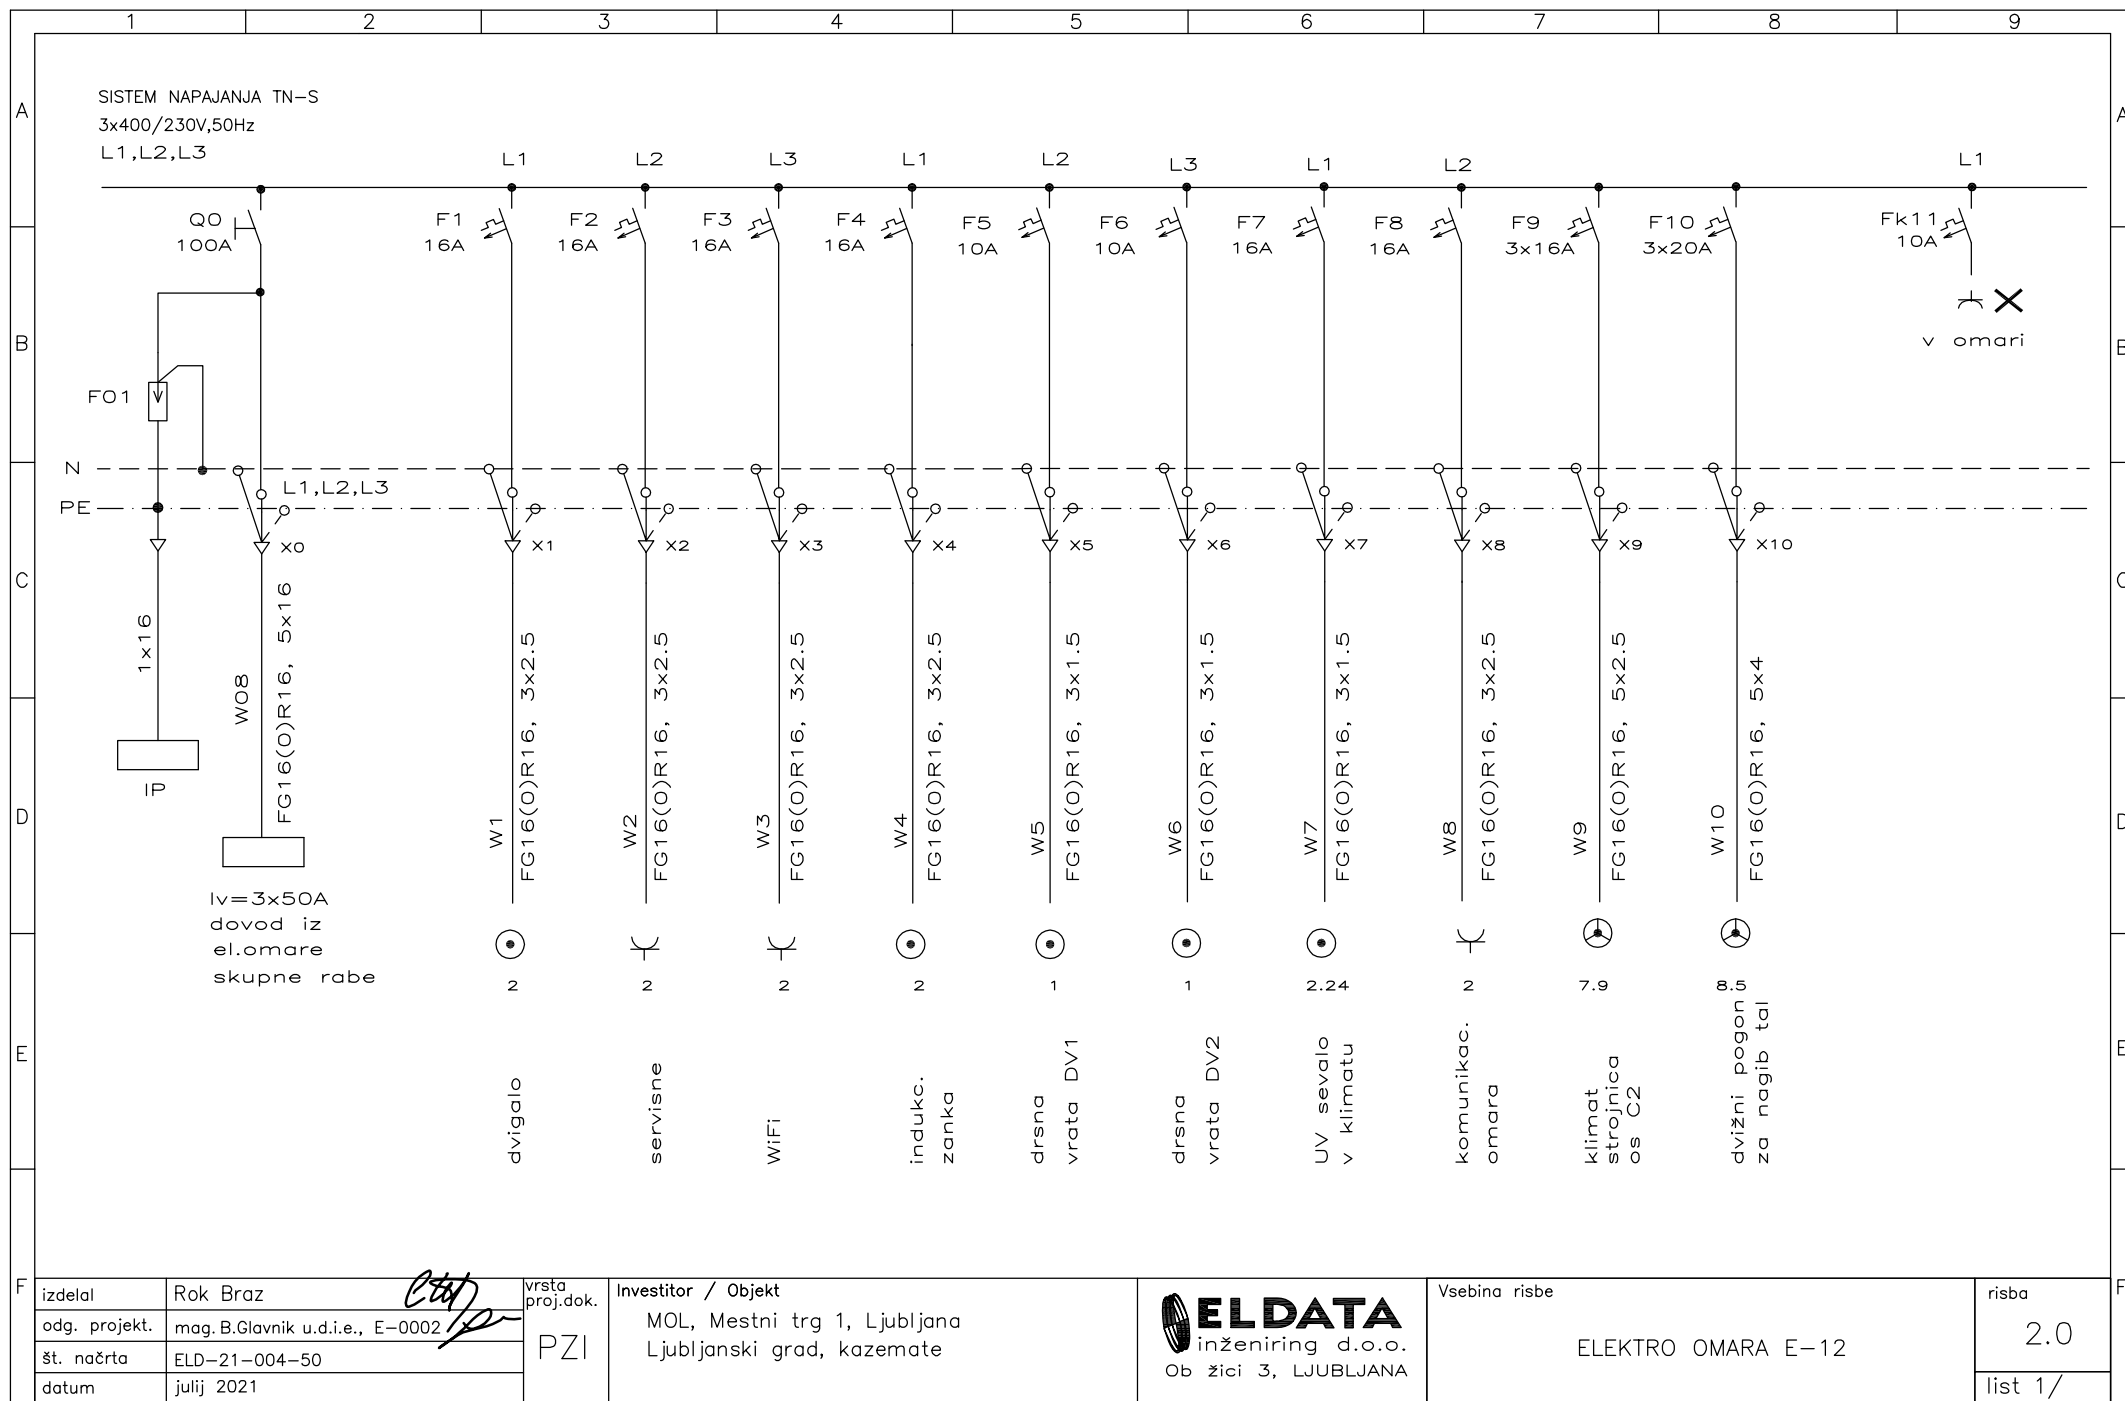 1 2 3 4 5 6 7 8 9
A A
B B
C C
D D
E E
F F
SISTEM NAPAJANJA TN-S
3x400/230V,50Hz
L1,L2,L3
L1 L2 L3 L1 L2 L3 L1 L2 L1
Q0
100A
F1
16A
F2
16A
F3
16A
F4
16A
F5
10A
F6
10A
F7
16A
F8
16A
F9
3x16A
F10
3x20A
Fk11
10A
v omari
F01
N
PE
L1,L2,L3
X0 X1 X2 X3 X4 X5 X6 X7 X8 X9 X10
1x16
IP
W08
FG16(O)R16, 5x16
Iv=3x50A
dovod iz
el.omare
skupne rabe
W1
FG16(O)R16, 3x2.5
W2
FG16(O)R16, 3x2.5
W3
FG16(O)R16, 3x2.5
W4
FG16(O)R16, 3x2.5
W5
FG16(O)R16, 3x1.5
W6
FG16(O)R16, 3x1.5
W7
FG16(O)R16, 3x1.5
W8
FG16(O)R16, 3x2.5
W9
FG16(O)R16, 5x2.5
W10
FG16(O)R16, 5x4
2 2 2 2 1 1 2.24 2 7.9 8.5
dvigalo
servisne
WiFi
indukc.
zanka
drsna
vrata DV1
drsna
vrata DV2
UV sevalo
v klimatu
komunikac.
omara
klimat
strojnica
os C2
dvižni pogon
za nagib tal
izdelal Rok Braz
odg. projekt. mag. B.Glavnik u.d.i.e., E-0002
št. načrta ELD-21-004-50
datum julij 2021
vrsta
proj.dok.
PZI
Investitor / Objekt
MOL, Mestni trg 1, Ljubljana
Ljubljanski grad, kazemate
ELDATA
inženiring d.o.o.
Ob žici 3, LJUBLJANA
Vsebina risbe
ELEKTRO OMARA E-12
risba
2.0
list 1/